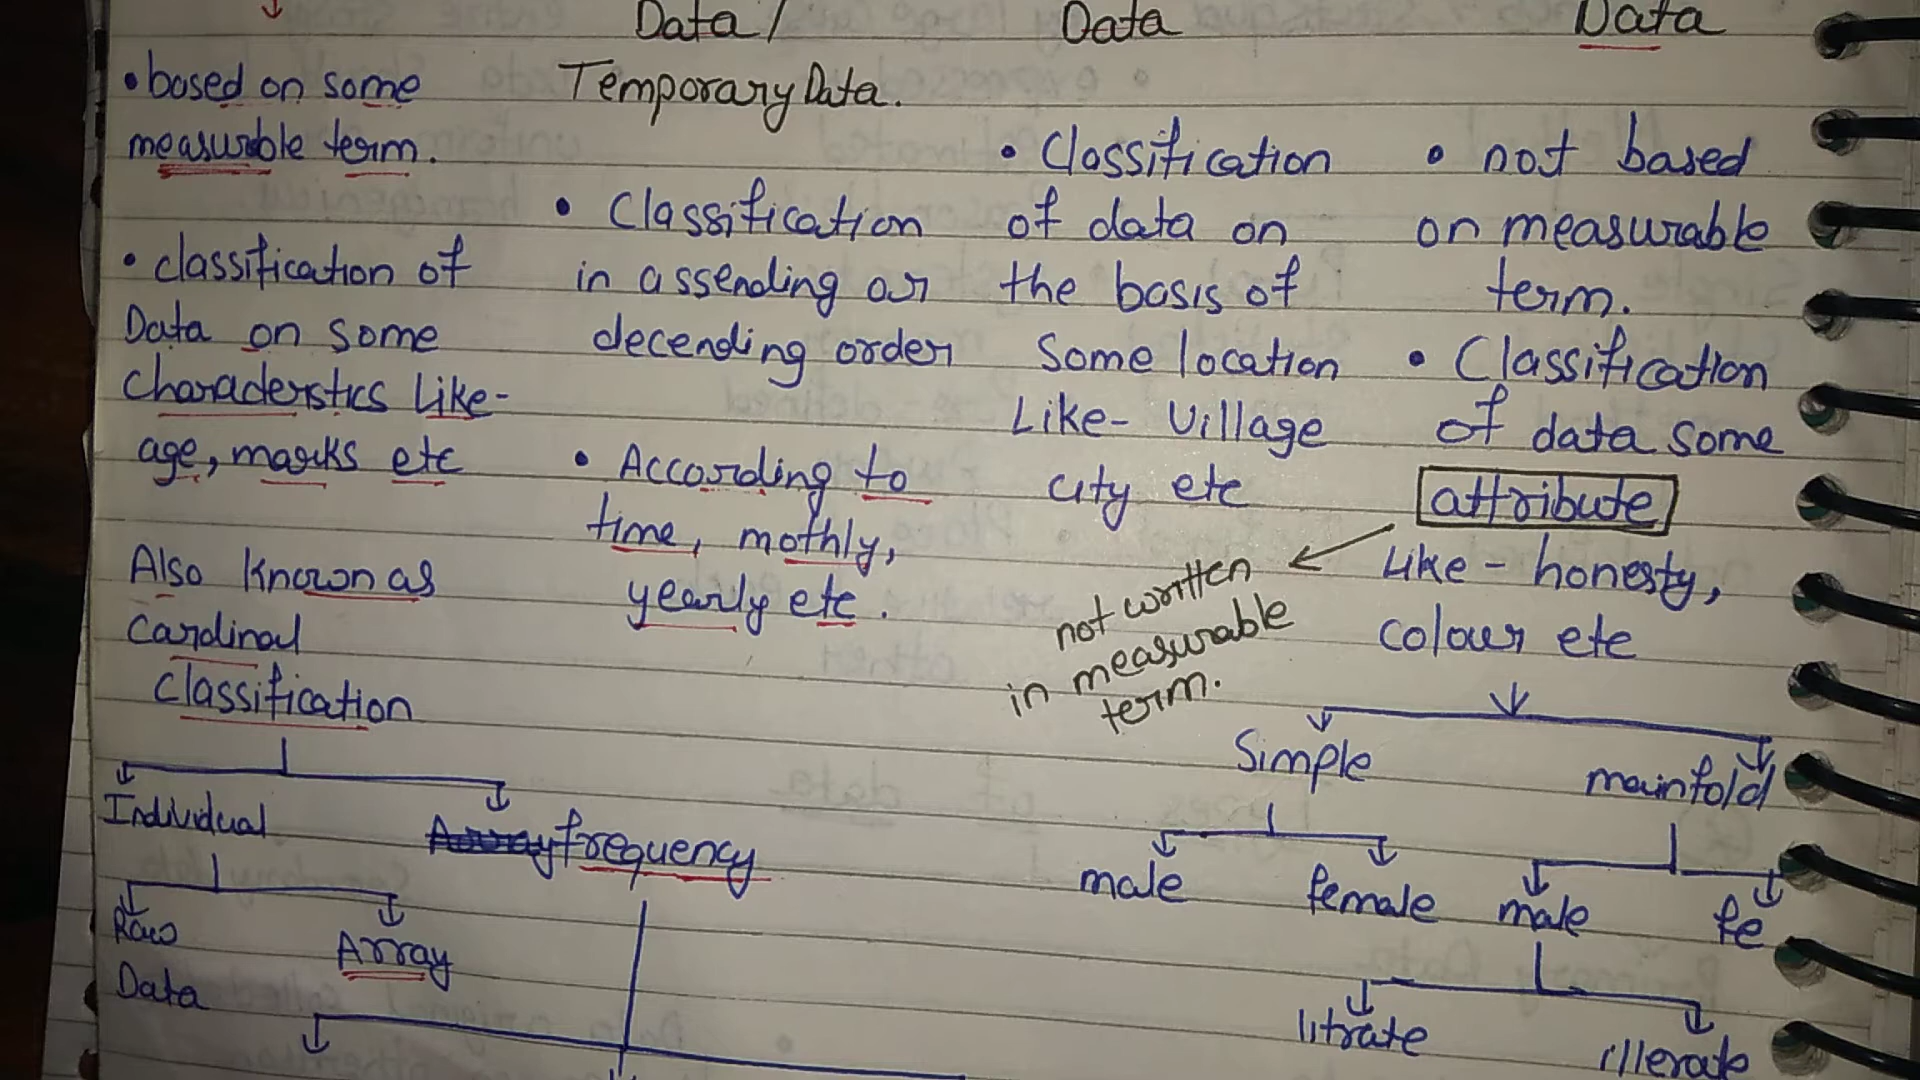 Data /
Temporary Data.
Data
Data
• based on some
measurable term.
• classification of
Data on some
characterstics like-
age, marks etc
Also known as
Cardinal
classification
Individual
frequency
Raw
Data
Array
• Classification
in assending or
decending order
• According to
time, mothly,
yearly etc.
• Classification
of data on
the basis of
Some location
Like- Village
city etc
• not based
on measurable
term.
• Classification
of data some
attribute
Like - honesty,
colour etc
not written
in measurable
term.
Simple
mainfold
male
female
male
fe
litrate
illerate